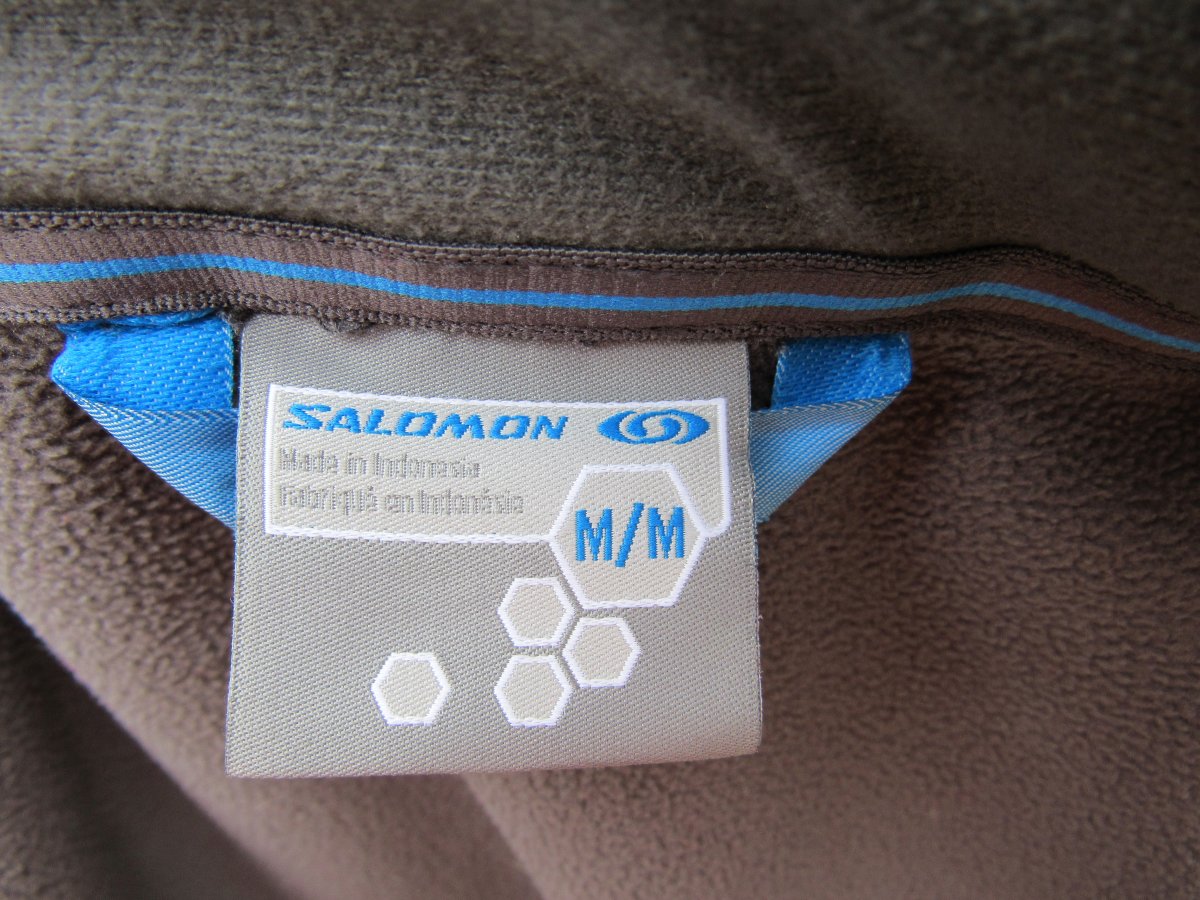 SALOMON
Made in Indonesia
Fabriqué en Indonésie
M/M